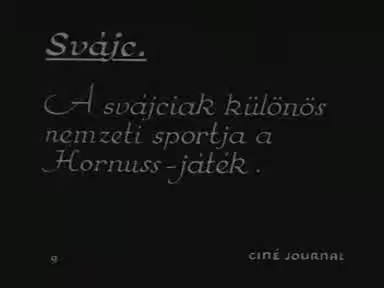 Svájc.
A svájciak különös
nemzeti sportja a
Hornuss-játék.
9 CINÉ JOURNAL